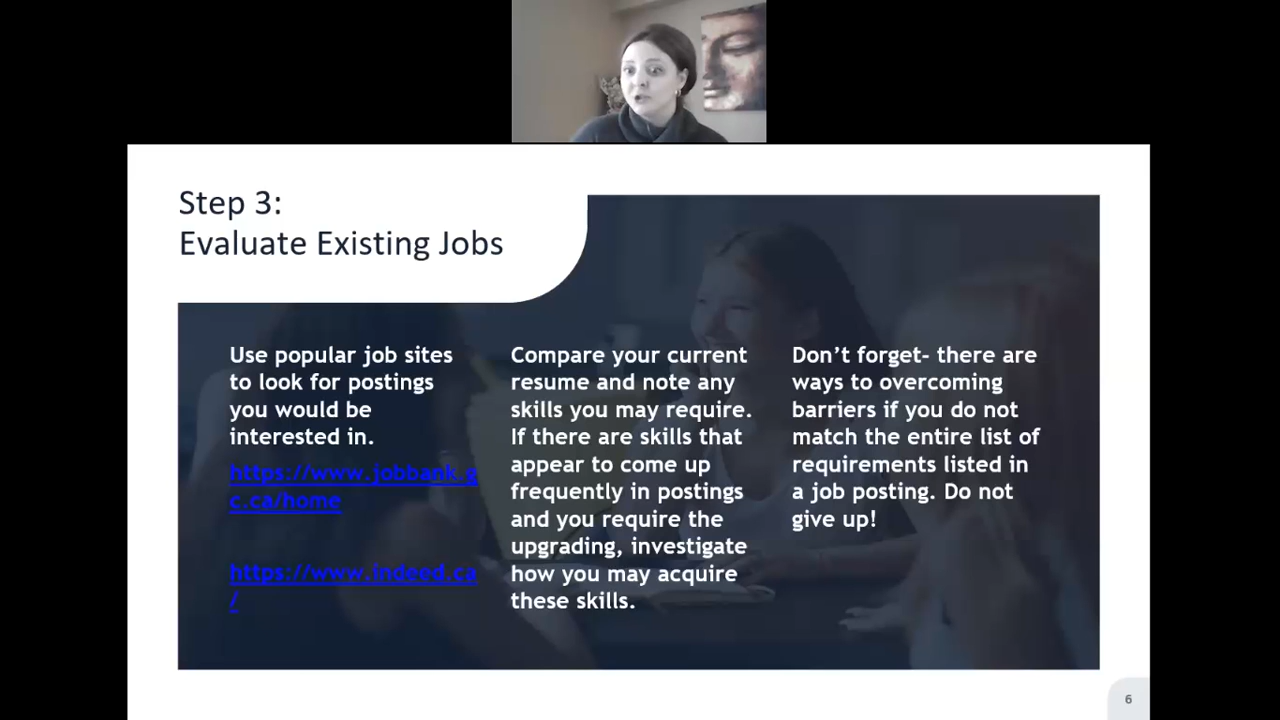 Step 3:
Evaluate Existing Jobs
Use popular job sites
to look for postings
you would be
interested in.
https://www.jobbank.g
c.ca/home
https://www.indeed.ca
/
Compare your current
resume and note any
skills you may require.
If there are skills that
appear to come up
frequently in postings
and you require the
upgrading, investigate
how you may acquire
these skills.
Don’t forget- there are
ways to overcoming
barriers if you do not
match the entire list of
requirements listed in
a job posting. Do not
give up!
6